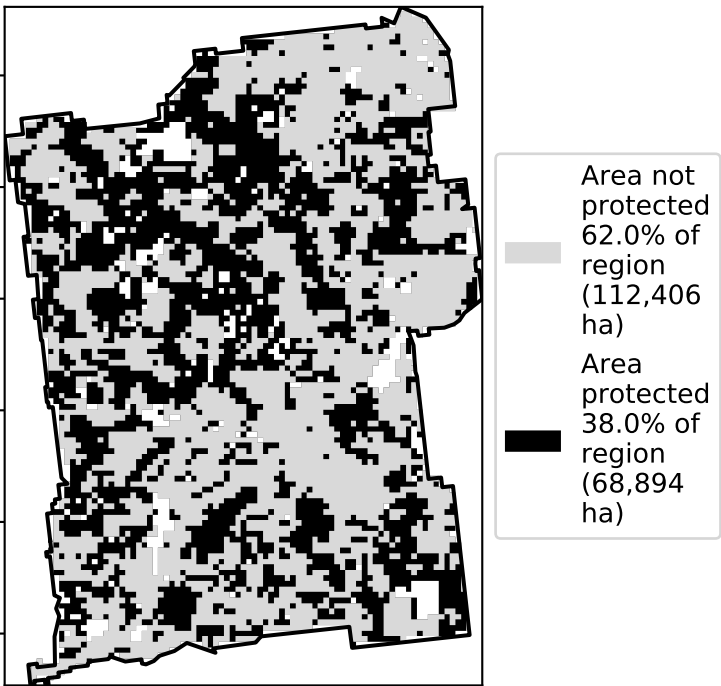 Area not
protected
62.0% of
region
(112,406
ha)
Area
protected
38.0% of
region
(68,894
ha)